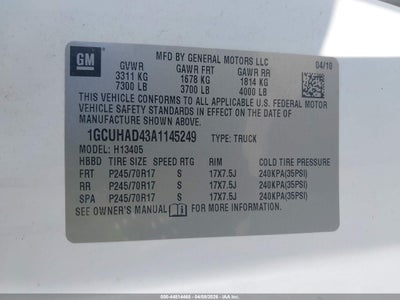 GM
MFD BY GENERAL MOTORS LLC
04/10
GVWR GAWR FRT GAWR RR
3311 KG 1678 KG 1814 KG
7300 LB 3700 LB 4000 LB
THIS VEHICLE CONFORMS TO ALL APPLICABLE U.S. FEDERAL MOTOR
VEHICLE SAFETY STANDARDS IN EFFECT ON THE DATE OF
MANUFACTURE SHOWN ABOVE.
1GCUHAD43A1145249 TYPE: TRUCK
MODEL: H13405
HBBD TIRE SIZE SPEED RTG RIM COLD TIRE PRESSURE
FRT P245/70R17 S 17X7.5J 240KPA(35PSI)
RR P245/70R17 S 17X7.5J 240KPA(35PSI)
SPA P245/70R17 S 17X7.5J 240KPA(35PSI)
SEE OWNER'S MANUAL FOR ADDITIONAL INFORMATION.